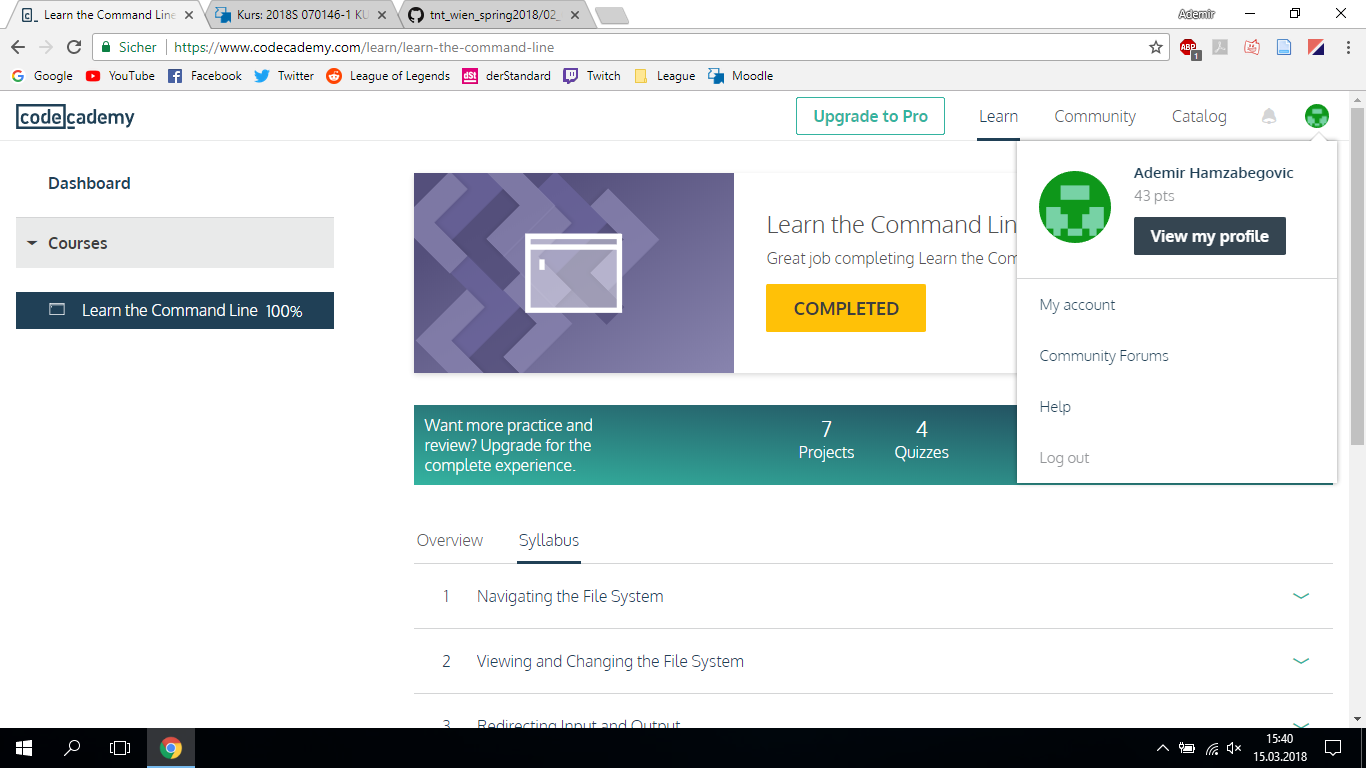 Learn the Command Line
Kurs: 2018S 070146-1 KU
tnt_wien_spring2018/02_
Ademir
Sicher
https://www.codecademy.com/learn/learn-the-command-line
ABP
1
Google
YouTube
Facebook
Twitter
League of Legends
dSt
derStandard
Twitch
League
Moodle
codecademy
Upgrade to Pro
Learn
Community
Catalog
Dashboard
Courses
Learn the Command Line 100%
Learn the Command Lin
Great job completing Learn the Com
COMPLETED
Ademir Hamzabegovic
43 pts
View my profile
My account
Community Forums
Help
Log out
Want more practice and
review? Upgrade for the
complete experience.
7
Projects
4
Quizzes
Overview
Syllabus
1 Navigating the File System
2 Viewing and Changing the File System
3 Redirecting Input and Output
15:40
15.03.2018